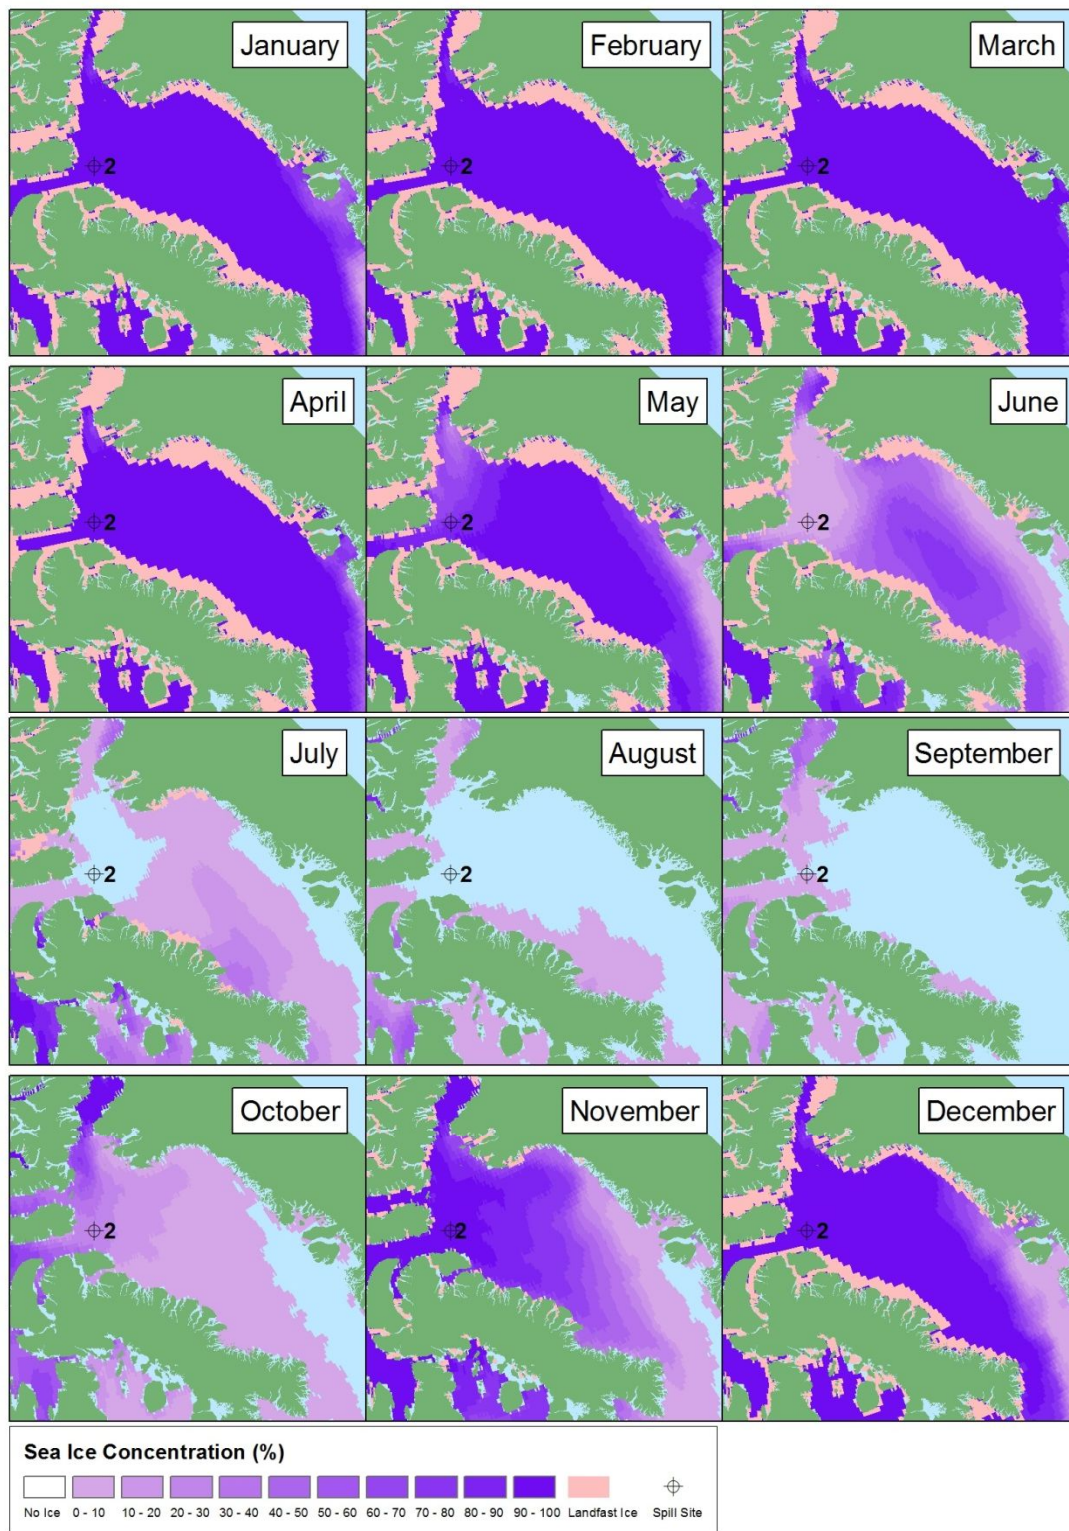 January
February
March
2
2
2
April
May
June
2
2
2
July
August
September
2
2
2
October
November
December
2
2
2
Sea Ice Concentration (%)
No Ice 0 - 10 10 - 20 20 - 30 30 - 40 40 - 50 50 - 60 60 - 70 70 - 80 80 - 90 90 - 100 Landfast Ice Spill Site